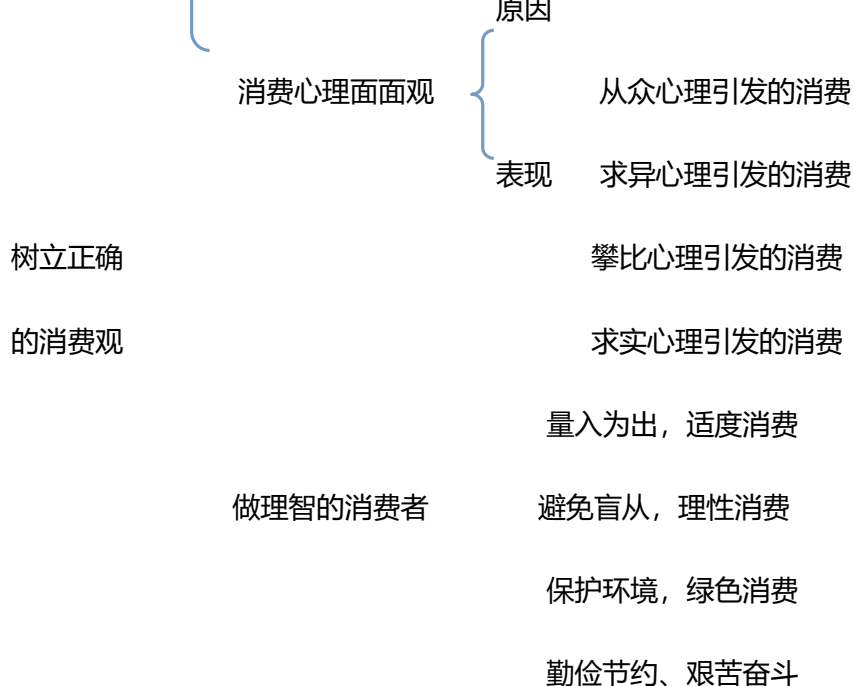 原因
消费心理面面观 从众心理引发的消费
表现 求异心理引发的消费
树立正确 攀比心理引发的消费
的消费观 求实心理引发的消费
量入为出，适度消费
做理智的消费者 避免盲从，理性消费
保护环境，绿色消费
勤俭节约、艰苦奋斗